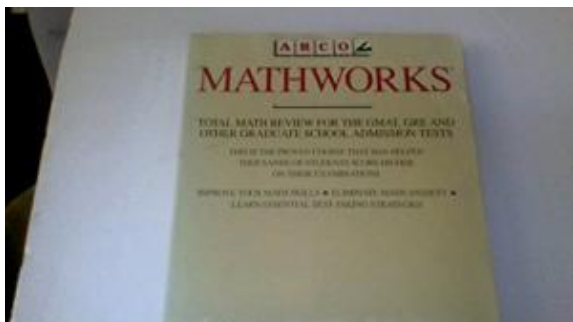 ARCO
MATHWORKS
TOTAL MATH REVIEW FOR THE GMAT, GRE AND
OTHER GRADUATE SCHOOL ADMISSION TESTS
THIS IS THE PROVEN COURSE THAT HAS HELPED
THOUSANDS OF STUDENTS SCORE HIGHER
ON THEIR EXAMINATIONS
IMPROVE YOUR MATH SKILLS ■ ELIMINATE MATH ANXIETY ■
LEARN ESSENTIAL TEST-TAKING STRATEGIES